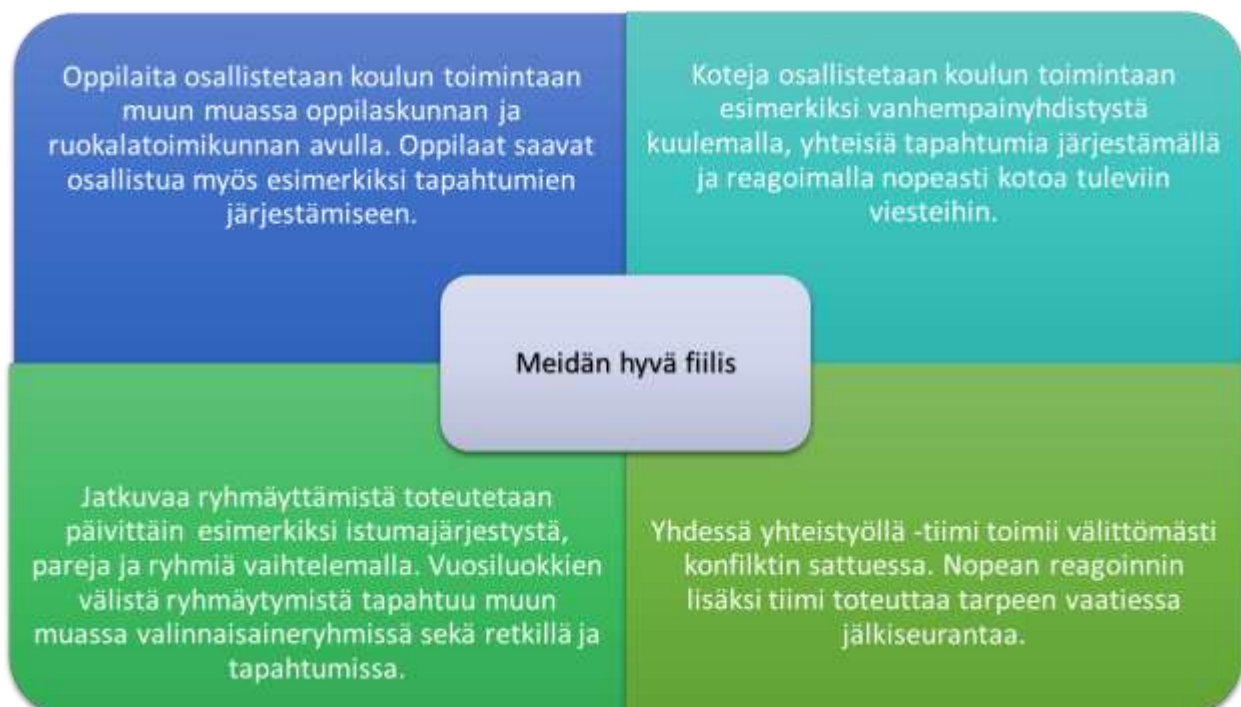 Oppilaita osallistetaan koulun toimintaan
muun muassa oppilaskunnan ja
ruokalatoimikunnan avulla. Oppilaat saavat
osallistua myös esimerkiksi tapahtumien
järjestämiseen.
Koteja osallistetaan koulun toimintaan
esimerkiksi vanhempainyhdistystä
kuulemalla, yhteisiä tapahtumia järjestämällä
ja reagoimalla nopeasti kotoa tuleviin
viesteihin.
Meidän hyvä fiilis
Jatkuvaa ryhmäyttämistä toteutetaan
päivittäin esimerkiksi istumajärjestystä,
pareja ja ryhmiä vaihtelemalla. Vuosiluokkien
välistä ryhmäytymistä tapahtuu muun
muassa valinnaisaineryhmissä sekä retkillä ja
tapahtumissa.
Yhdessä yhteistyöllä -tiimi toimii välittömästi
konfilktin sattuessa. Nopean reagoinnin
lisäksi tiimi toteuttaa tarpeen vaatiessa
jälkiseurantaa.